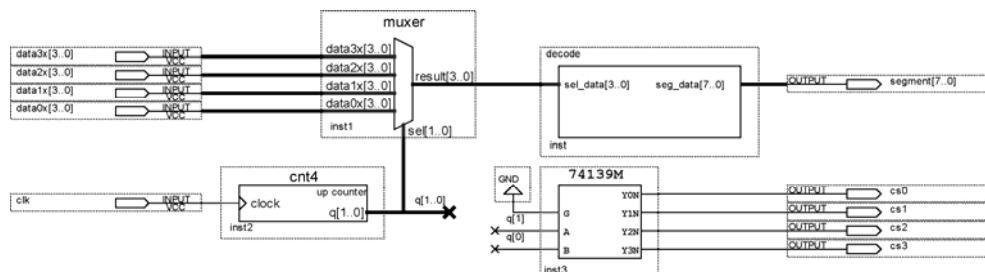 muxer
data3x[3..0] INPUT VCC data3x[3..0]
data2x[3..0] INPUT VCC data2x[3..0]
data1x[3..0] INPUT VCC data1x[3..0]
data0x[3..0] INPUT VCC data0x[3..0]
result[3..0]
sel[1..0]
inst1
decode
sel_data[3..0] seg_data[7..0]
inst
OUTPUT segment[7..0]
clk INPUT VCC
cnt4
up counter
clock
q[1..0]
inst2
q[1..0]
GND
74139M
q[1]
q[0]
G
A
B
Y0N
Y1N
Y2N
Y3N
inst3
OUTPUT cs0
OUTPUT cs1
OUTPUT cs2
OUTPUT cs3